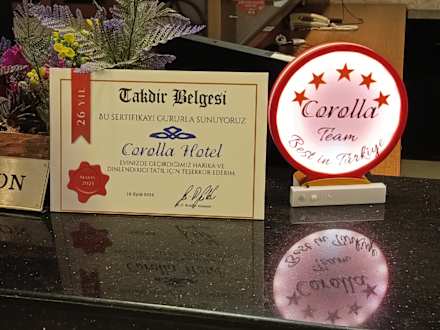 26 YIL
Takdir Belgesi
BU SERTİFİKAYI GURURLA SUNUYORUZ
Corolla Hotel
EVİNİZDE GEÇİRDİĞİMİZ HARİKA VE
DİNLENDİRİCİ TATİL İÇİN TEŞEKKÜR EDERİM.
Corolla
Team
Best in Türkiye
ON